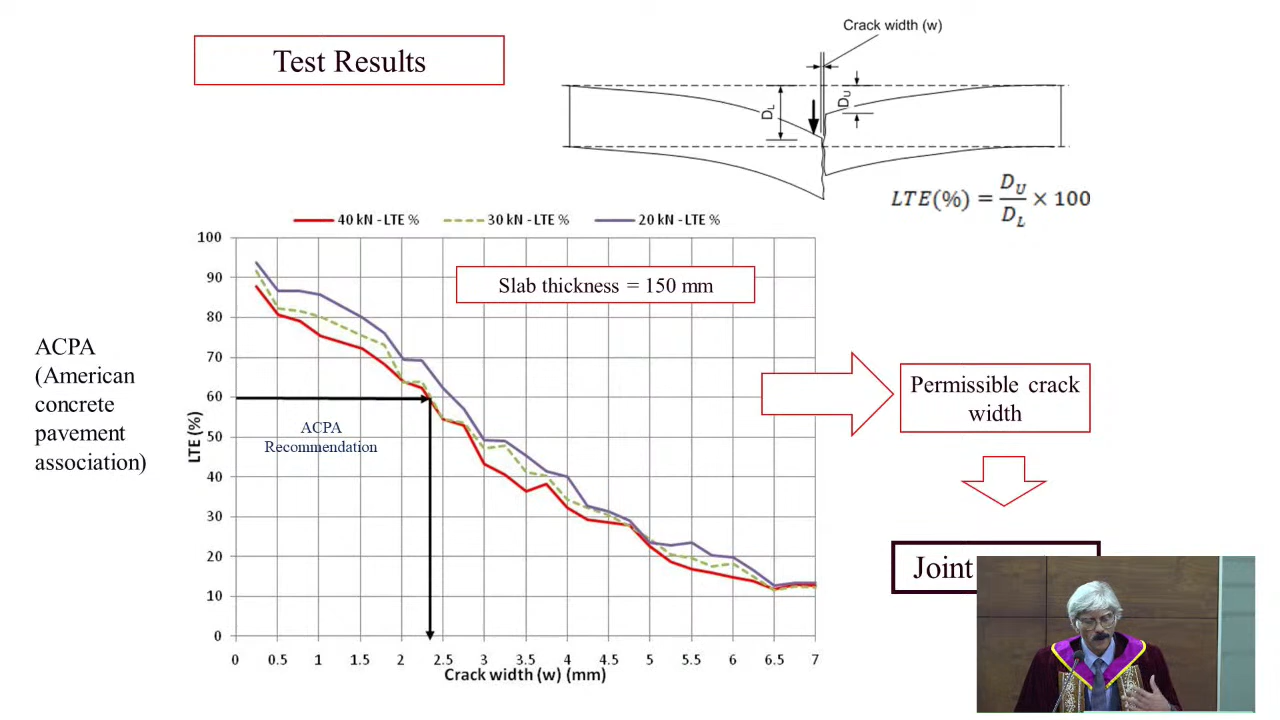 Test Results
Crack width (w)
D_L
D_U
LTE(%) = D_U / D_L × 100
40 kN - LTE %
30 kN - LTE %
20 kN - LTE %
Slab thickness = 150 mm
ACPA
(American
concrete
pavement
association)
LTE (%)
100
90
80
70
60
50
40
30
20
10
0
ACPA
Recommendation
0 0.5 1 1.5 2 2.5 3 3.5 4 4.5 5 5.5 6 6.5 7
Crack width (w) (mm)
Permissible crack
width
Joint